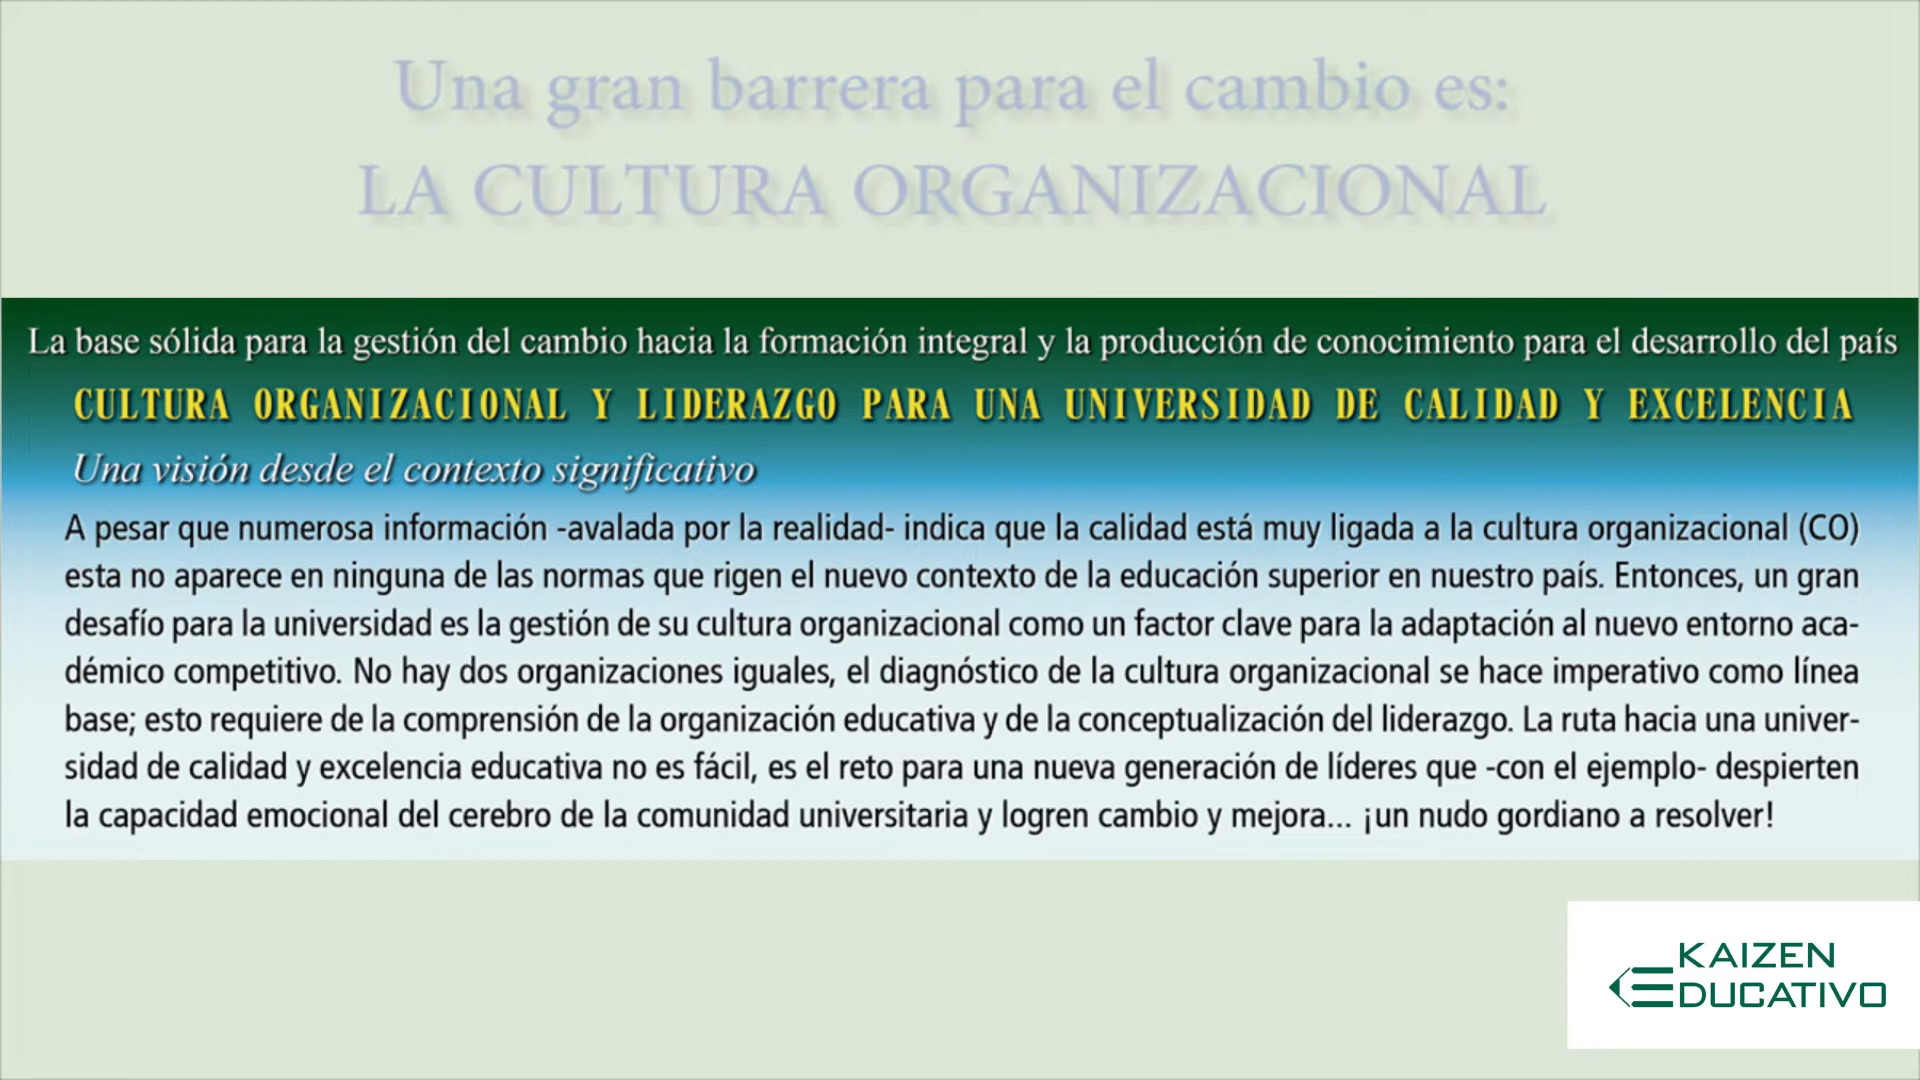 Una gran barrera para el cambio es:
LA CULTURA ORGANIZACIONAL
La base sólida para la gestión del cambio hacia la formación integral y la producción de conocimiento para el desarrollo del país
CULTURA ORGANIZACIONAL Y LIDERAZGO PARA UNA UNIVERSIDAD DE CALIDAD Y EXCELENCIA
Una visión desde el contexto significativo
A pesar que numerosa información -avalada por la realidad- indica que la calidad está muy ligada a la cultura organizacional (CO)
esta no aparece en ninguna de las normas que rigen el nuevo contexto de la educación superior en nuestro país. Entonces, un gran
desafío para la universidad es la gestión de su cultura organizacional como un factor clave para la adaptación al nuevo entorno aca-
démico competitivo. No hay dos organizaciones iguales, el diagnóstico de la cultura organizacional se hace imperativo como línea
base; esto requiere de la comprensión de la organización educativa y de la conceptualización del liderazgo. La ruta hacia una univer-
sidad de calidad y excelencia educativa no es fácil, es el reto para una nueva generación de líderes que -con el ejemplo- despierten
la capacidad emocional del cerebro de la comunidad universitaria y logren cambio y mejora... ¡un nudo gordiano a resolver!
KAIZEN
EDUCATIVO